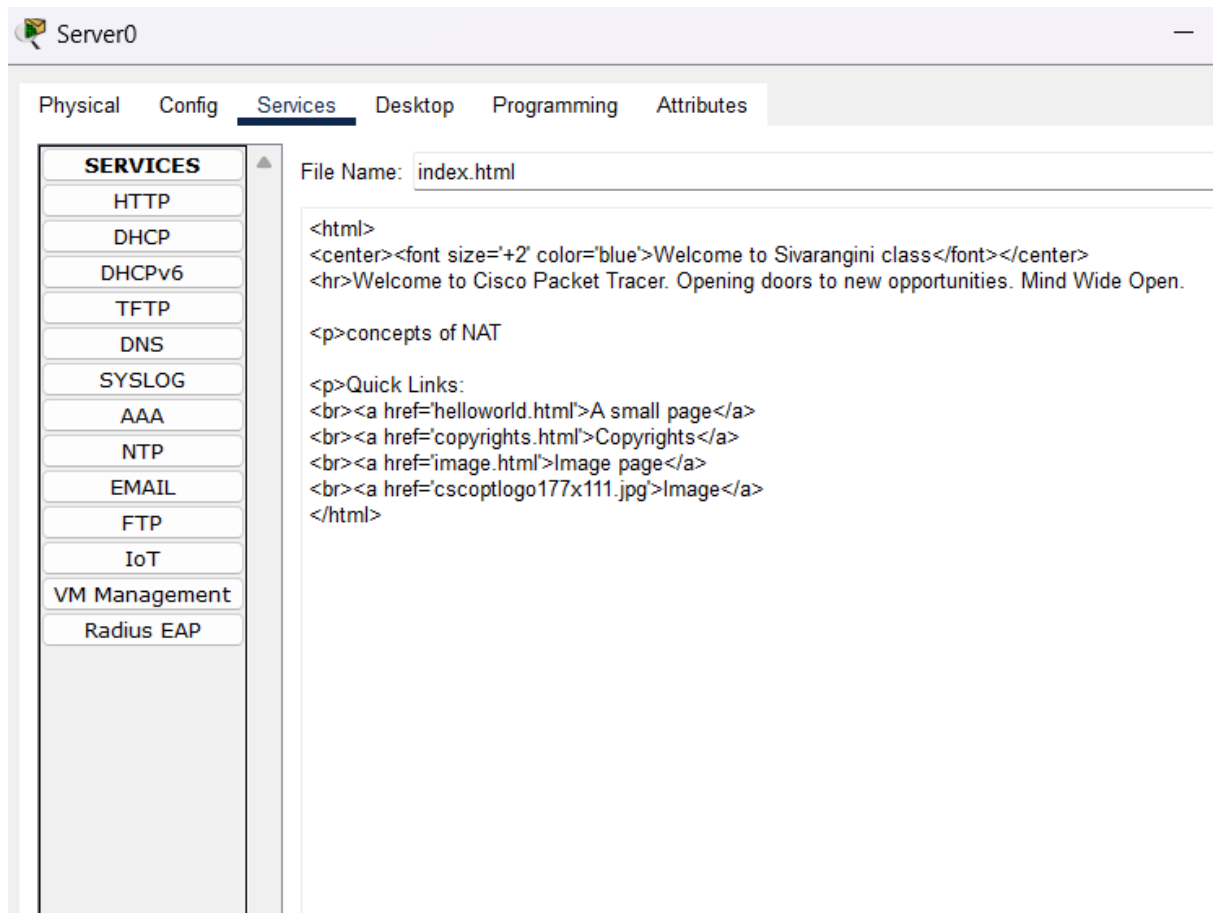 Server0
Physical Config Services Desktop Programming Attributes
SERVICES
HTTP
DHCP
DHCPv6
TFTP
DNS
SYSLOG
AAA
NTP
EMAIL
FTP
IoT
VM Management
Radius EAP
File Name: index.html
<html>
<center><font size='+2' color='blue'>Welcome to Sivarangini class</font></center>
<hr>Welcome to Cisco Packet Tracer. Opening doors to new opportunities. Mind Wide Open.
<p>concepts of NAT
<p>Quick Links:
<br><a href='helloworld.html'>A small page</a>
<br><a href='copyrights.html'>Copyrights</a>
<br><a href='image.html'>Image page</a>
<br><a href='cscoptlogo177x111.jpg'>Image</a>
</html>